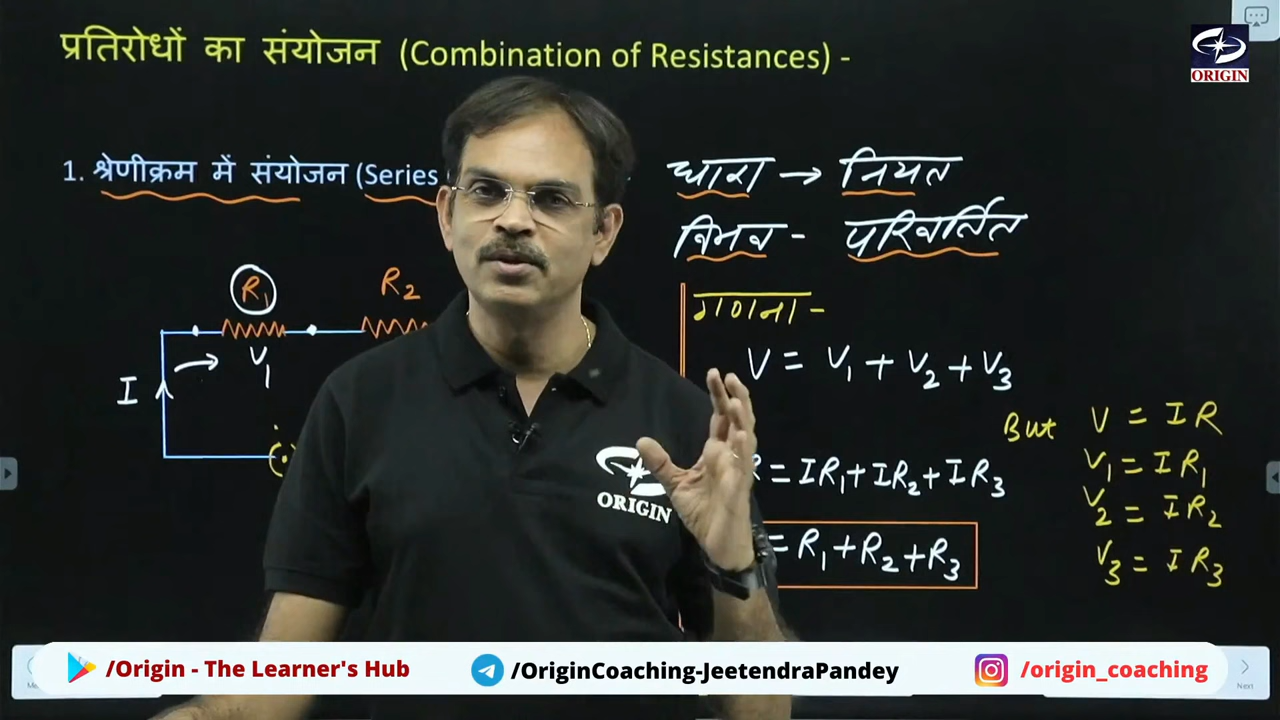 प्रतिरोधों का संयोजन (Combination of Resistances) -
ORIGIN
1. श्रेणीक्रम में संयोजन (Series
धारा → नियत
विभव - परिवर्तित
R₁
R₂
V₁
I
गणना -
V = V₁ + V₂ + V₃
= IR₁ + IR₂ + IR₃
= R₁ + R₂ + R₃
But V = IR
V₁ = IR₁
V₂ = IR₂
V₃ = IR₃
ORIGIN
/Origin - The Learner's Hub
/OriginCoaching-JeetendraPandey
/origin_coaching
Next